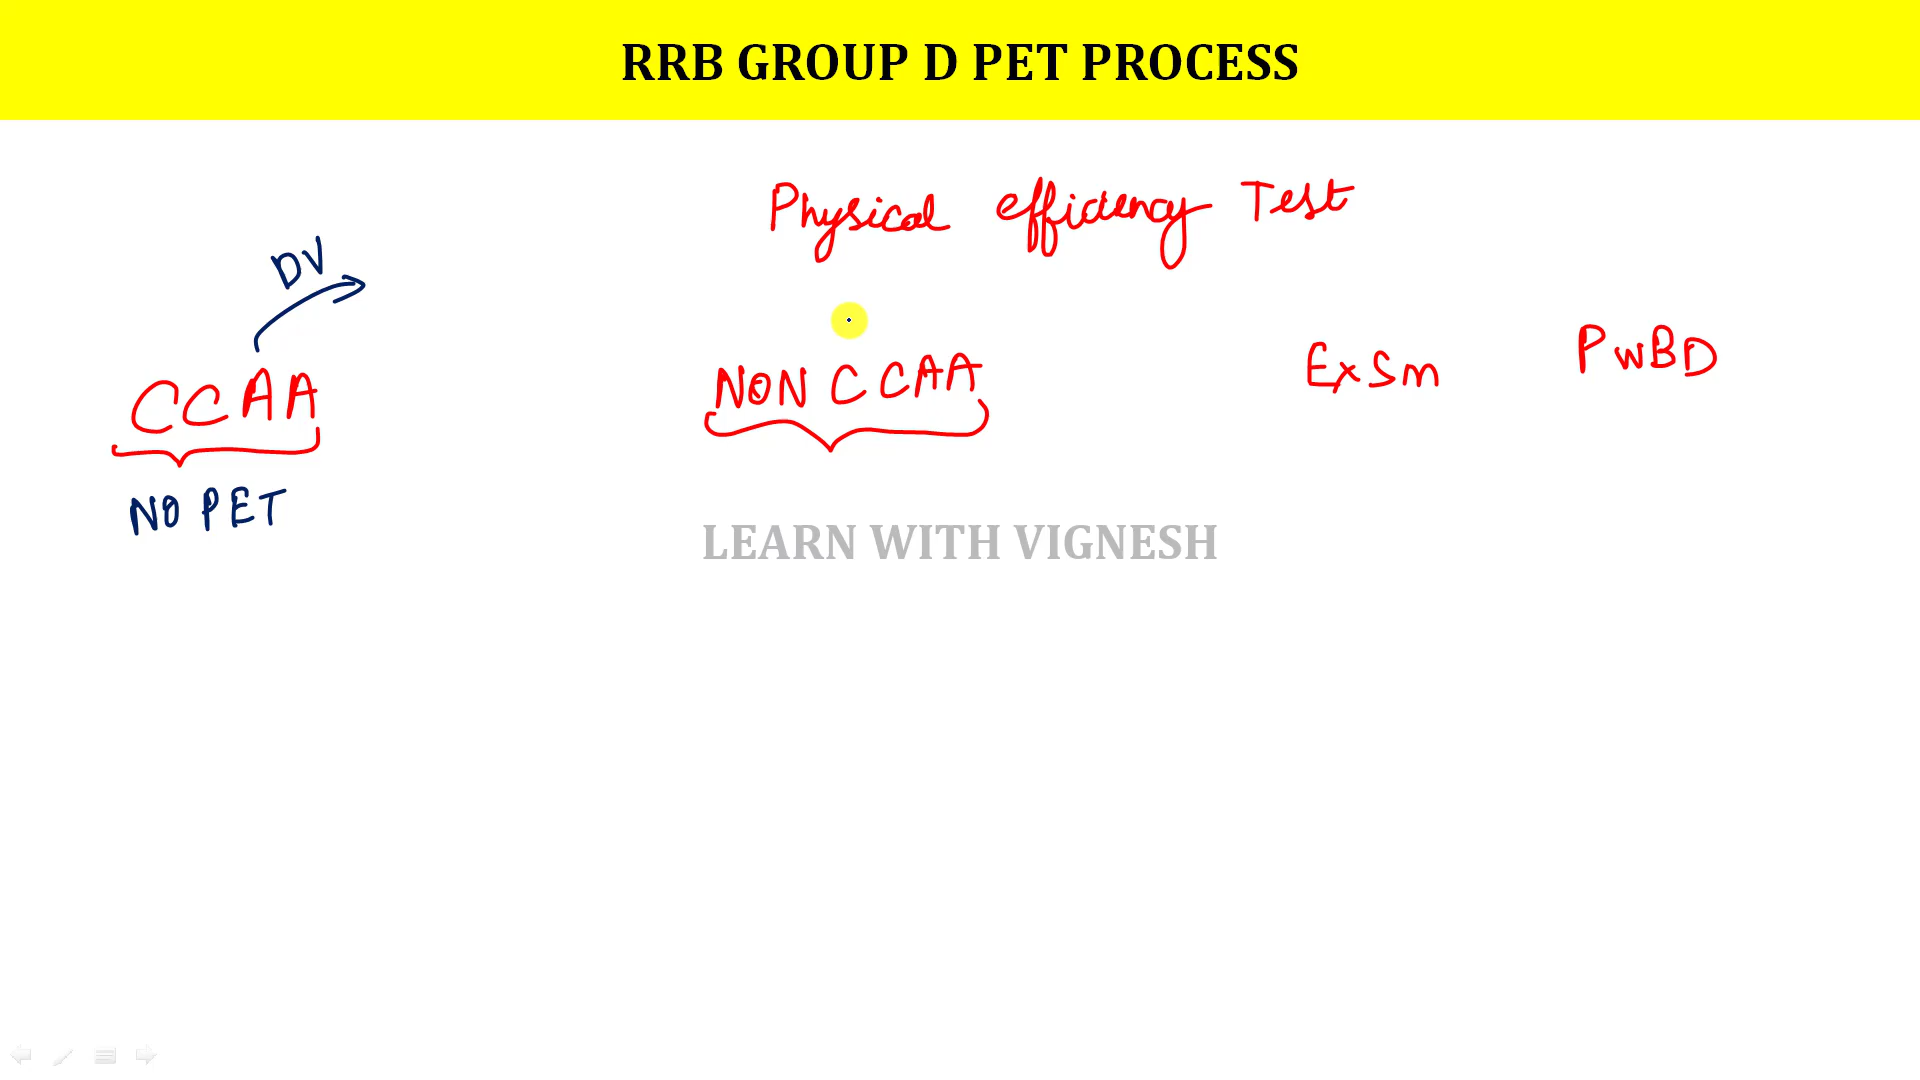 RRB GROUP D PET PROCESS
Physical efficiency Test
DV
CCAA
NON CCAA
ExSm
PwBD
NO PET
LEARN WITH VIGNESH